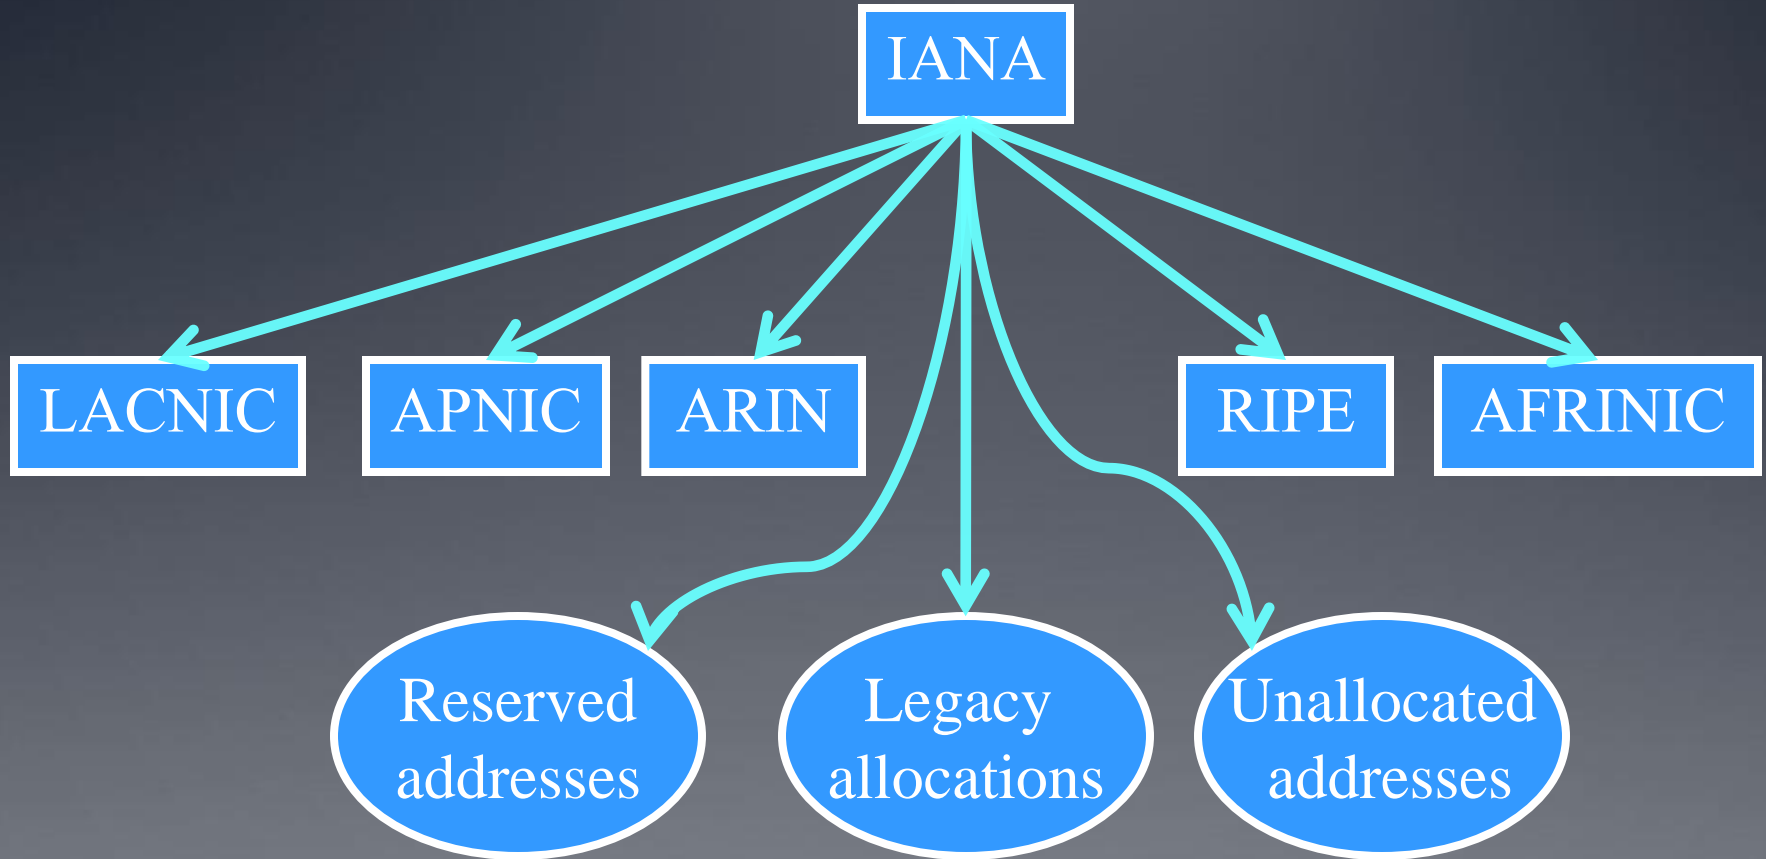 IANA
LACNIC
APNIC
ARIN
RIPE
AFRINIC
Reserved
addresses
Legacy
allocations
Unallocated
addresses